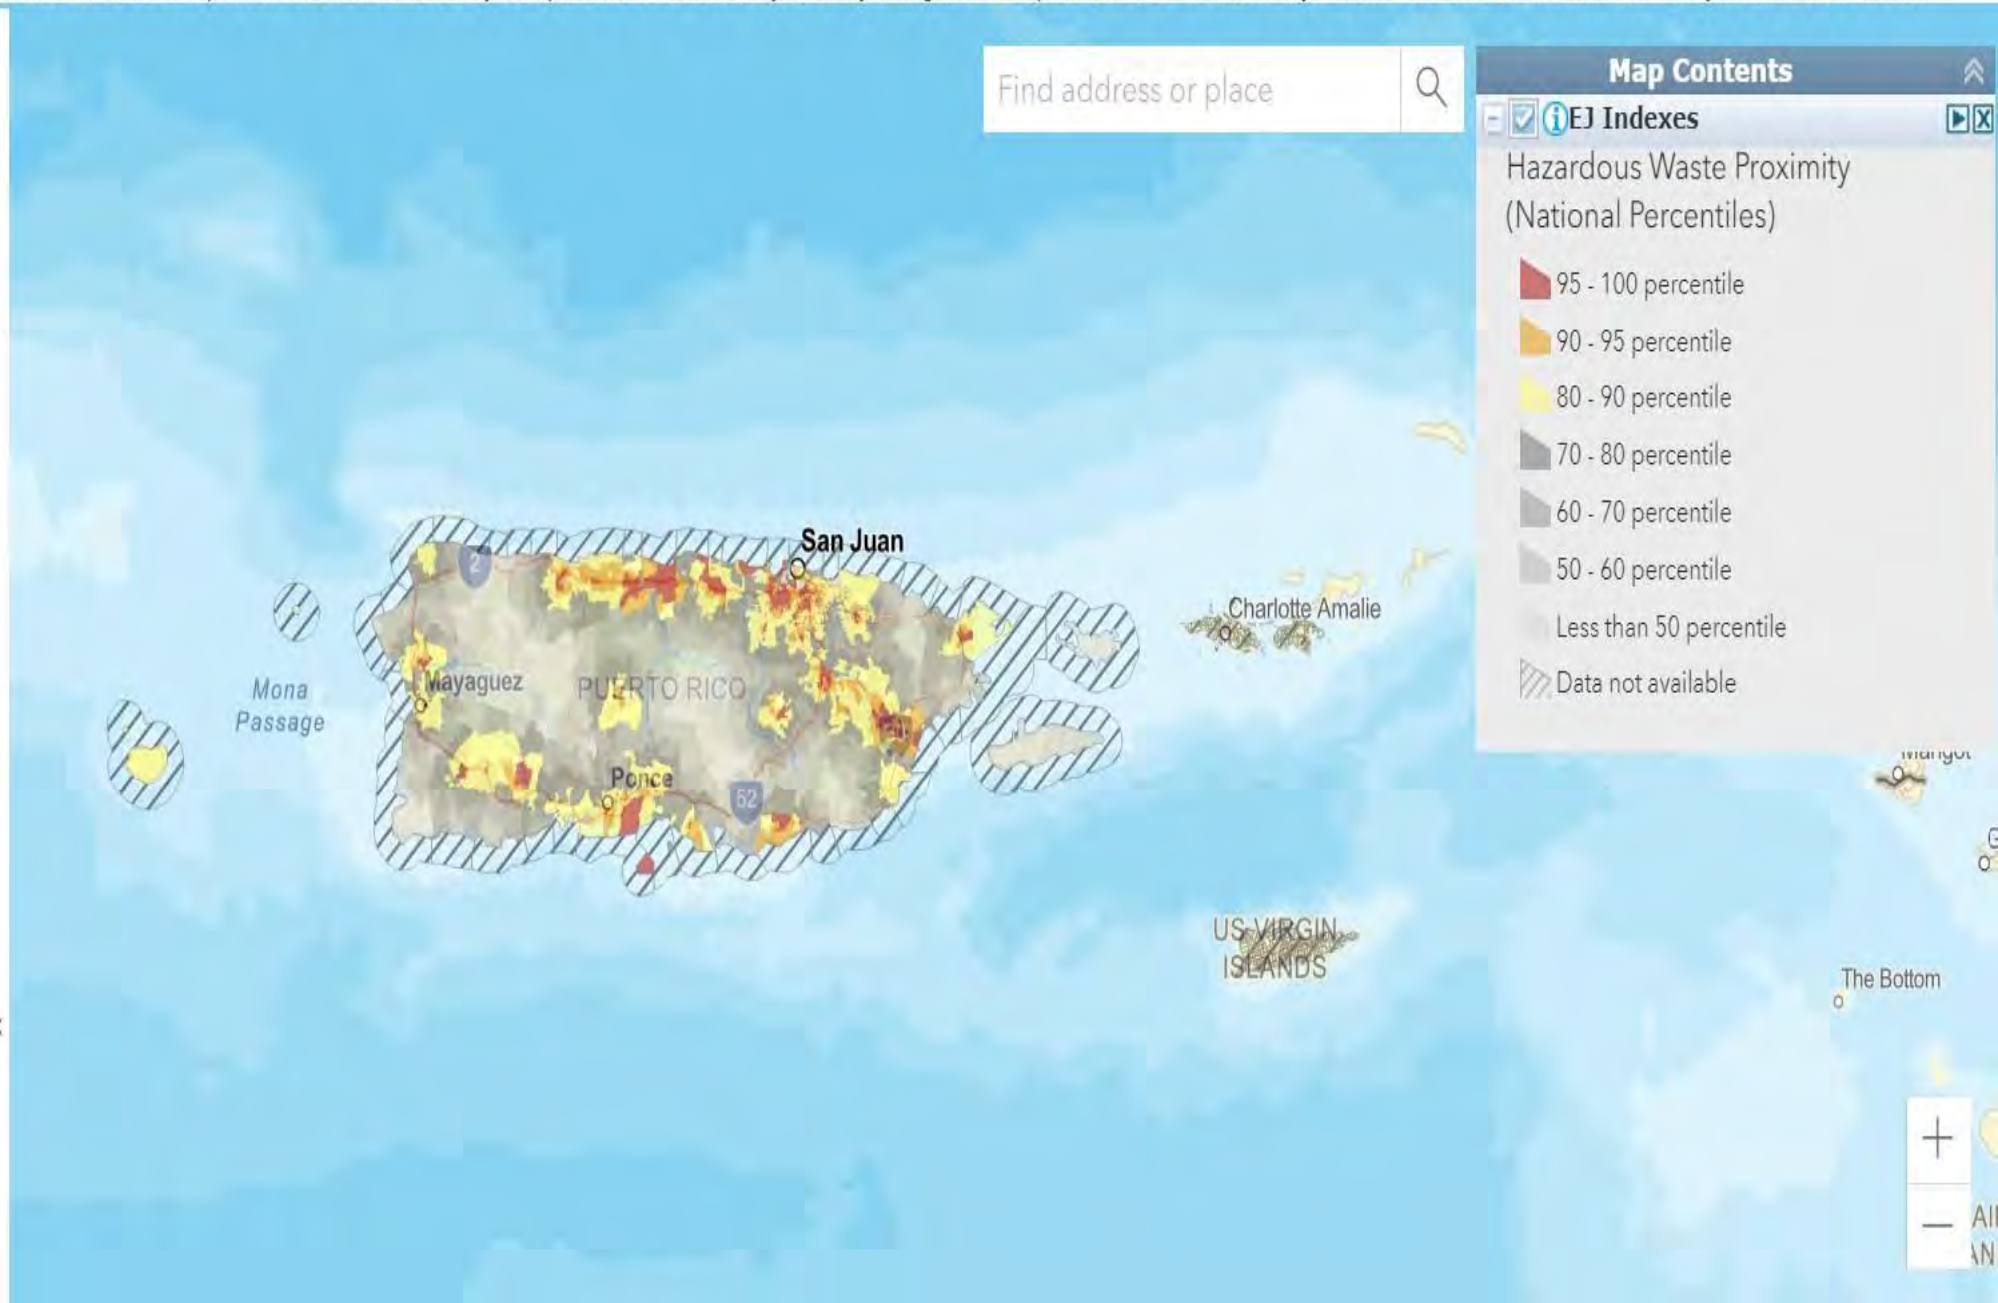 Find address or place
Map Contents
EJ Indexes
Hazardous Waste Proximity
(National Percentiles)
95 - 100 percentile
90 - 95 percentile
80 - 90 percentile
70 - 80 percentile
60 - 70 percentile
50 - 60 percentile
Less than 50 percentile
Data not available
San Juan
2
Charlotte Amalie
Mayaguez
PUERTO RICO
Mona
Passage
Ponce
52
Marigot
G
US VIRGIN
ISLANDS
The Bottom
+
−